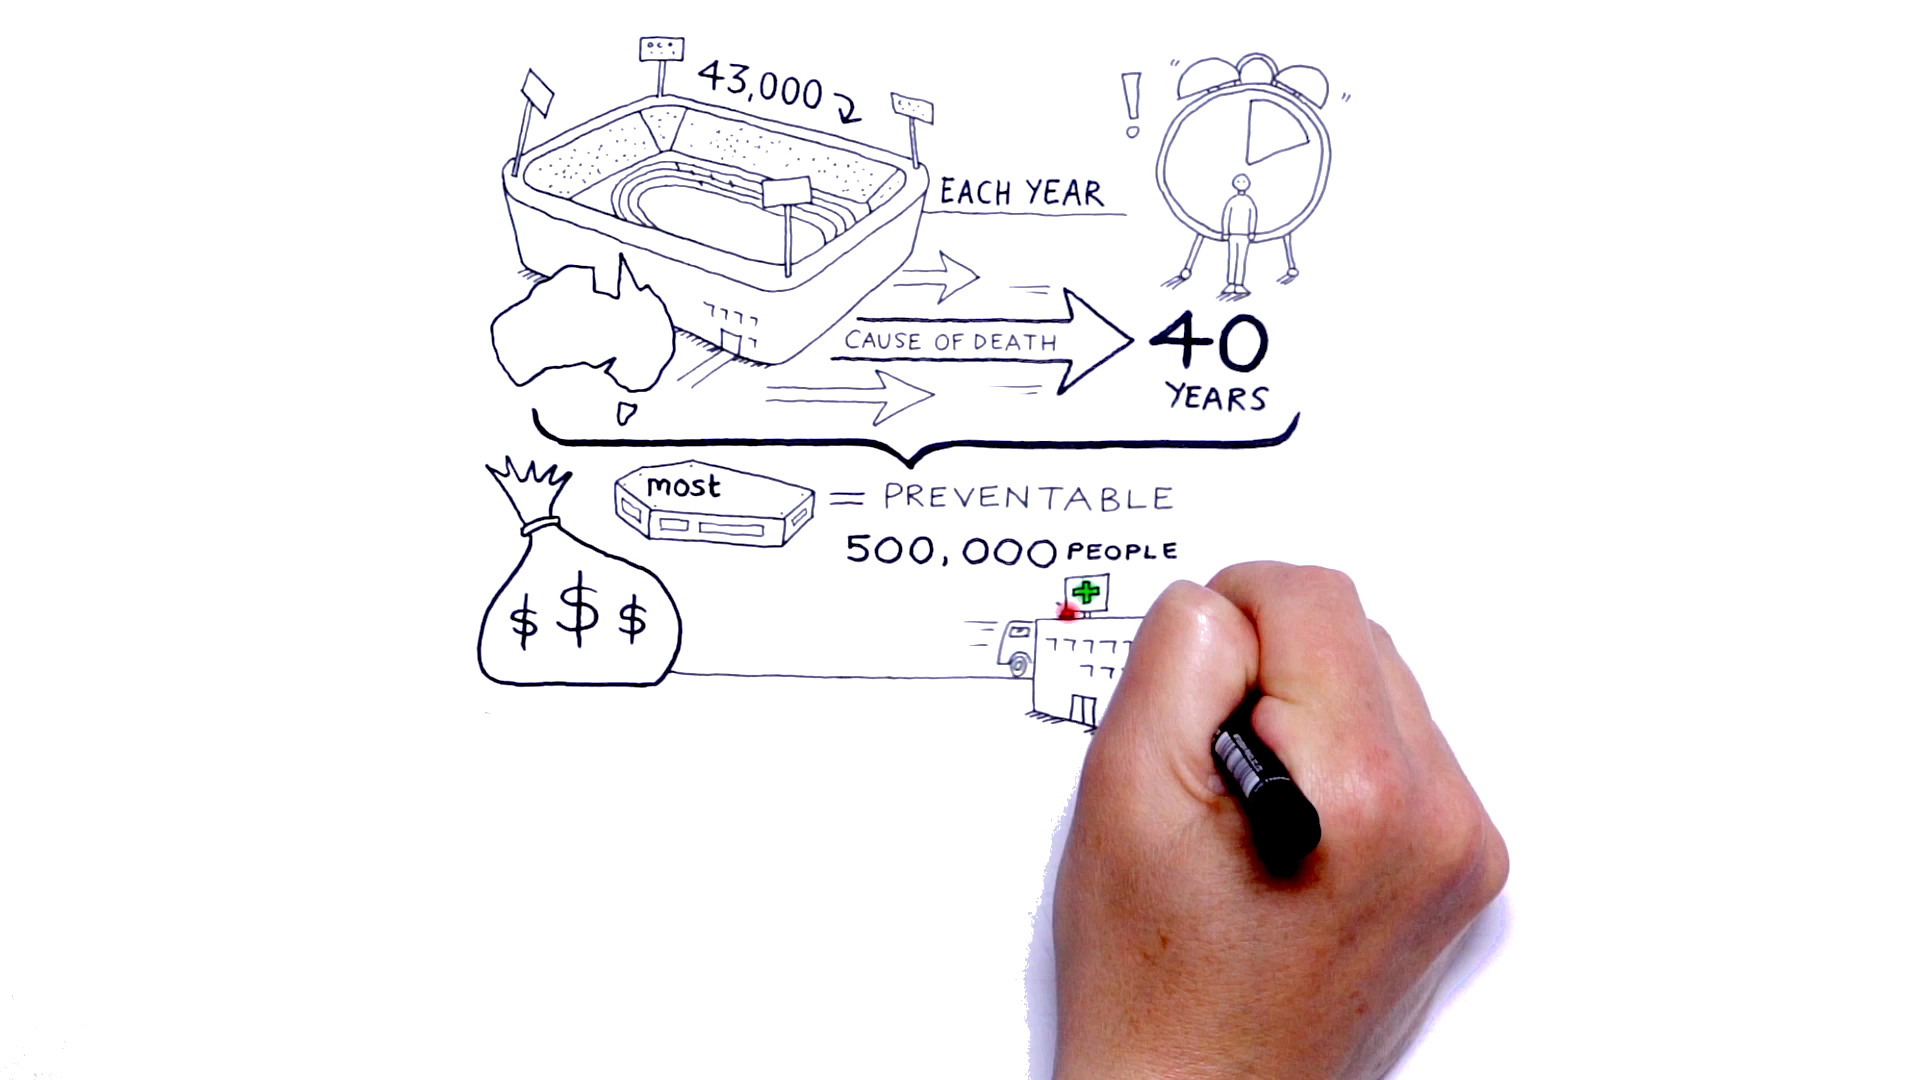 43,000
EACH YEAR
CAUSE OF DEATH
40
YEARS
most = PREVENTABLE
500,000 PEOPLE
$ $ $